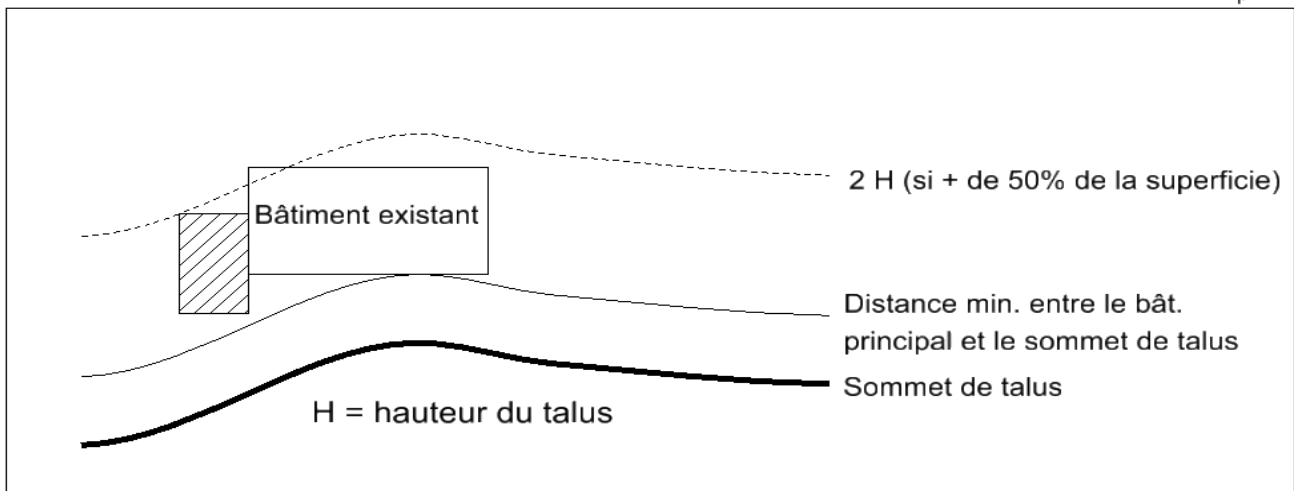 2 H (si + de 50% de la superficie)
Bâtiment existant
Distance min. entre le bât.
principal et le sommet de talus
Sommet de talus
H = hauteur du talus